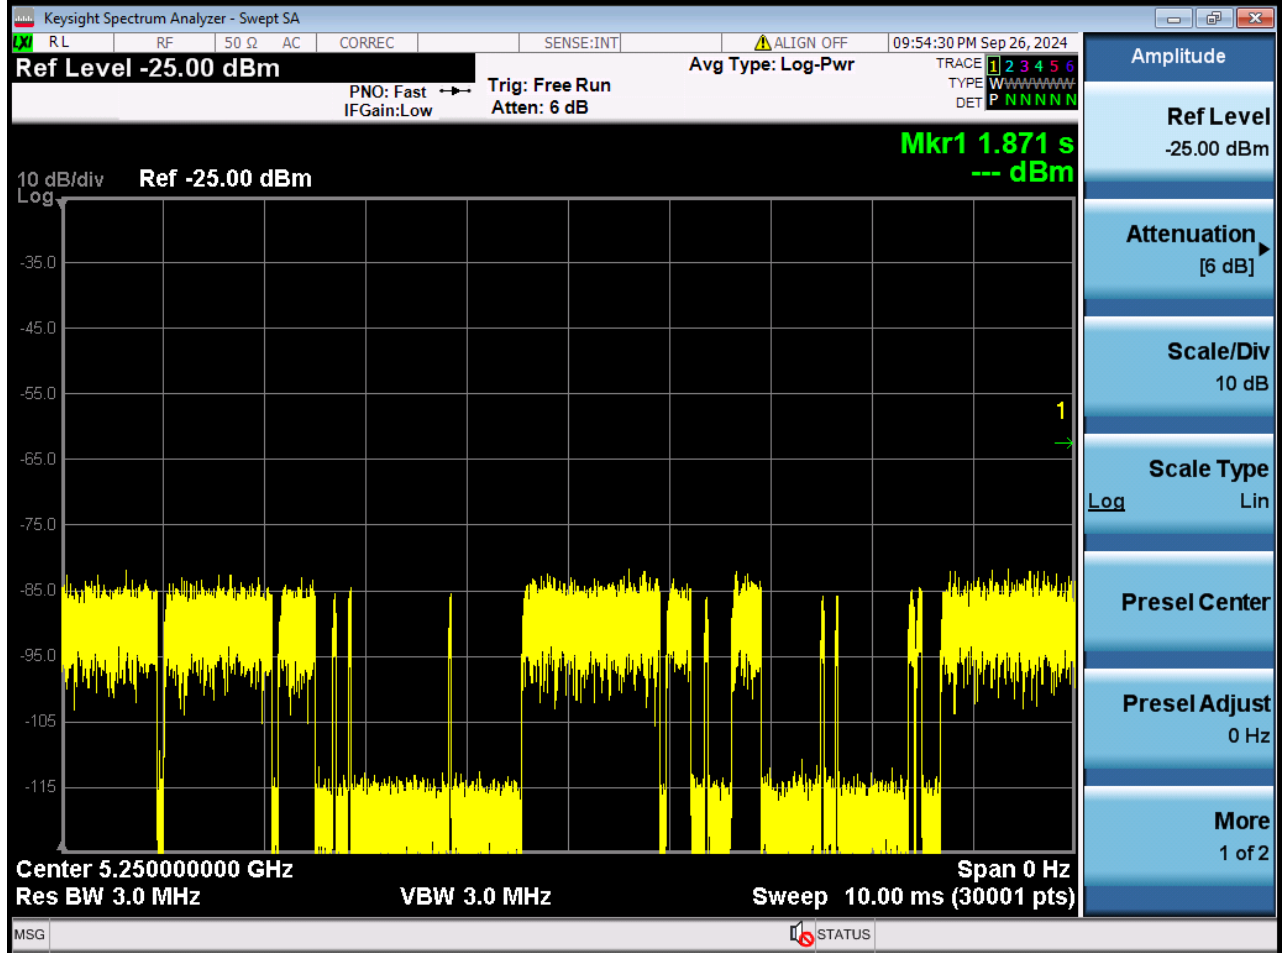 Keysight Spectrum Analyzer - Swept SA
LXI RL RF 50 Ω AC CORREC SENSE:INT ALIGN OFF 09:54:30 PM Sep 26, 2024
Ref Level -25.00 dBm
PNO: Fast
IFGain:Low
Trig: Free Run
Atten: 6 dB
Avg Type: Log-Pwr
TRACE 1 2 3 4 5 6
TYPE WWWWWW
DET P N N N N N
Mkr1 1.871 s
--- dBm
10 dB/div Ref -25.00 dBm
Log
-35.0
-45.0
-55.0
1
-65.0
-75.0
-85.0
-95.0
-105
-115
Center 5.250000000 GHz Span 0 Hz
Res BW 3.0 MHz VBW 3.0 MHz Sweep 10.00 ms (30001 pts)
MSG STATUS
Amplitude
Ref Level
-25.00 dBm
Attenuation
[6 dB]
Scale/Div
10 dB
Scale Type
Log Lin
Presel Center
Presel Adjust
0 Hz
More
1 of 2